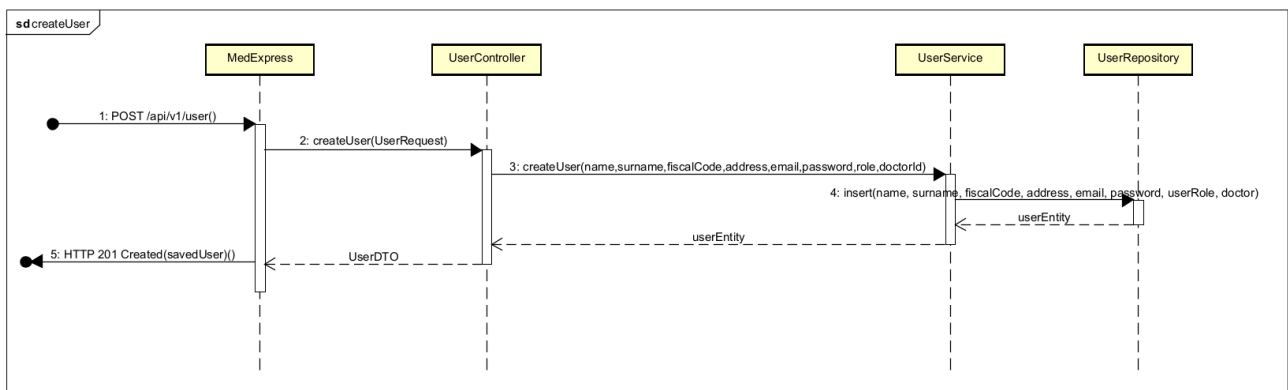 sd createUser
MedExpress
UserController
UserService
UserRepository
1: POST /api/v1/user()
2: createUser(UserRequest)
3: createUser(name,surname,fiscalCode,address,email,password,role,doctorId)
4: insert(name, surname, fiscalCode, address, email, password, userRole, doctor)
userEntity
userEntity
5: HTTP 201 Created(savedUser)()
UserDTO